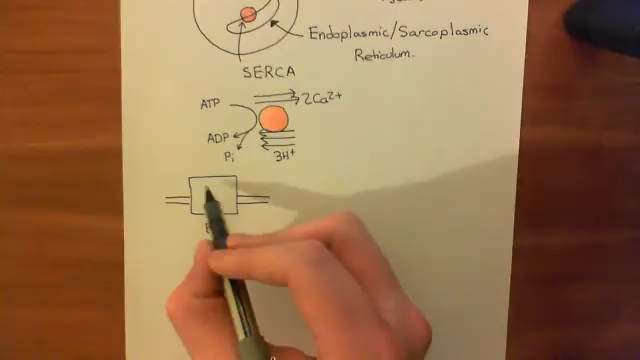 Endoplasmic/Sarcoplasmic
Reticulum.
SERCA
ATP
2Ca2+
ADP
Pi
3H+